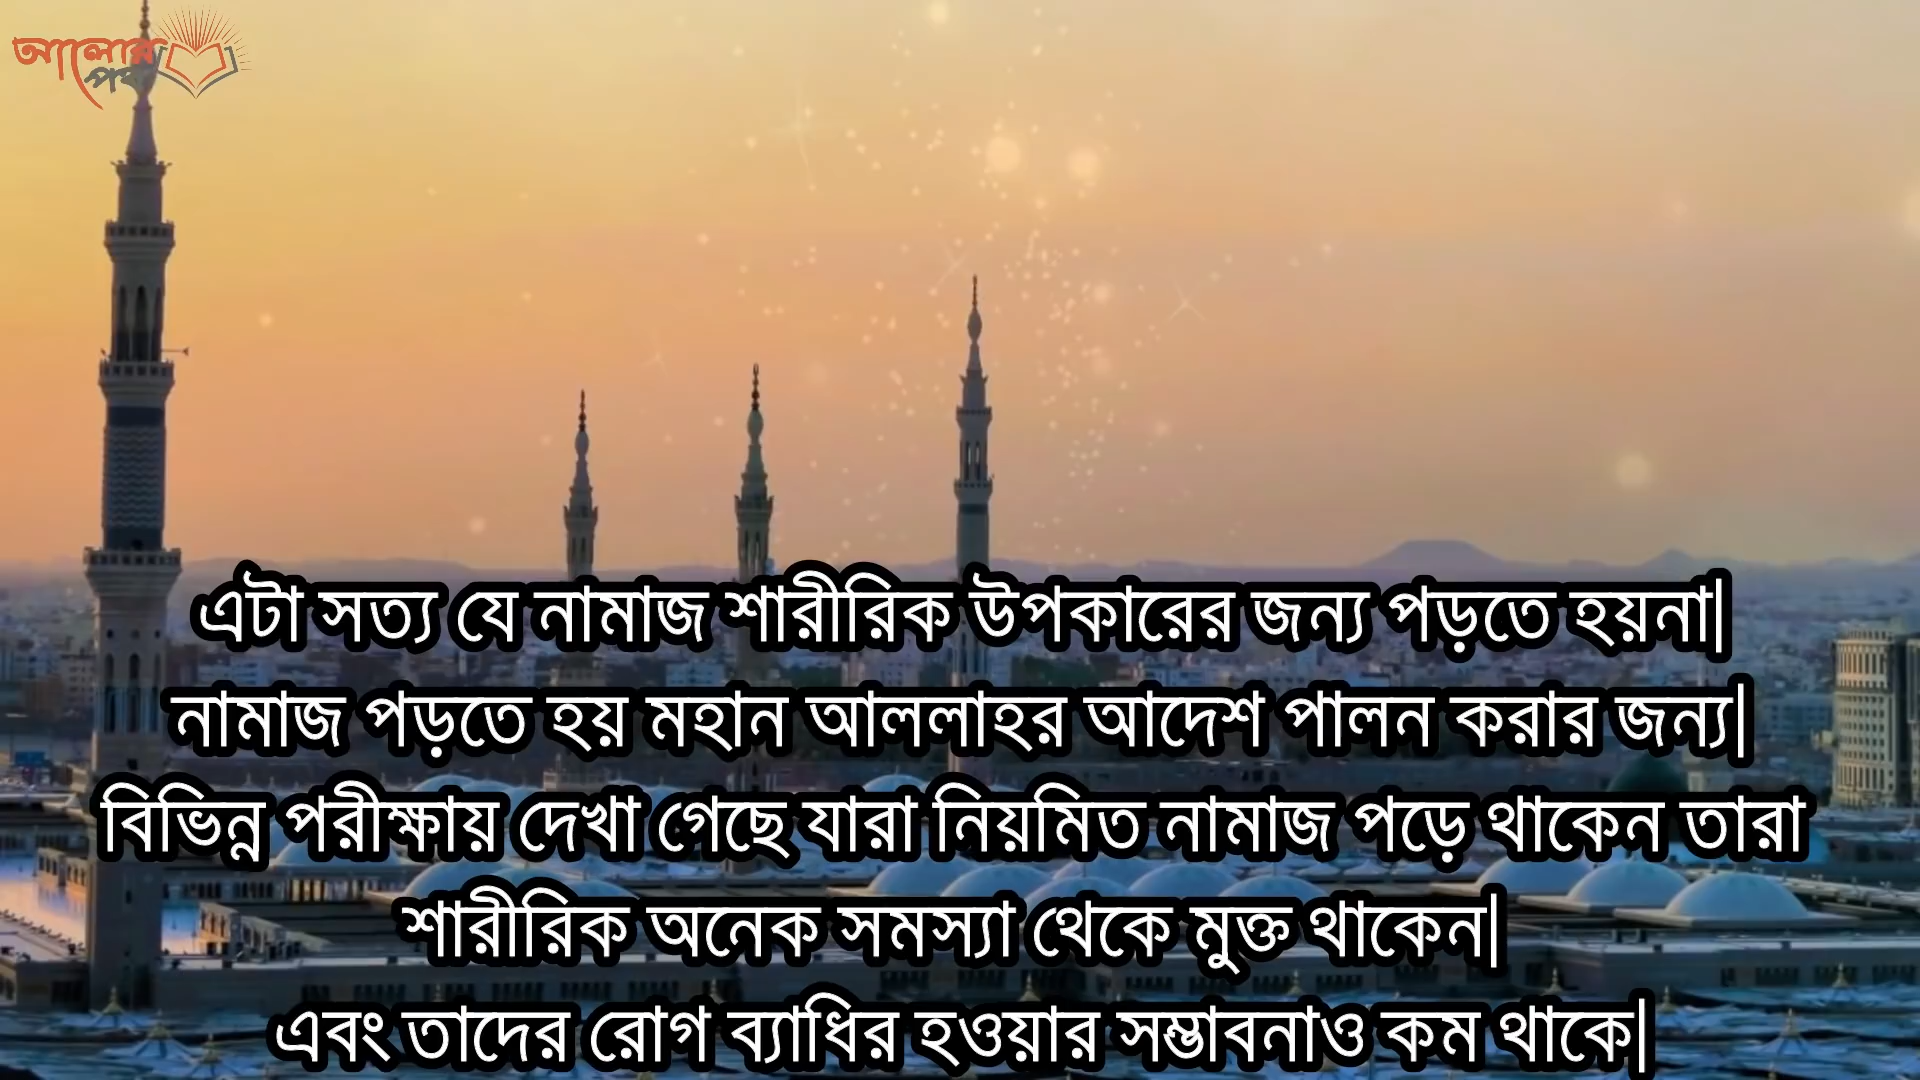 আলোর
পথ
এটা সত্য যে নামাজ শারীরিক উপকারের জন্য পড়তে হয়না|
নামাজ পড়তে হয় মহান আললাহর আদেশ পালন করার জন্য|
বিভিন্ন পরীক্ষায় দেখা গেছে যারা নিয়মিত নামাজ পড়ে থাকেন তারা
শারীরিক অনেক সমস্যা থেকে মুক্ত থাকেন|
এবং তাদের রোগ ব্যাধির হওয়ার সম্ভাবনাও কম থাকে|